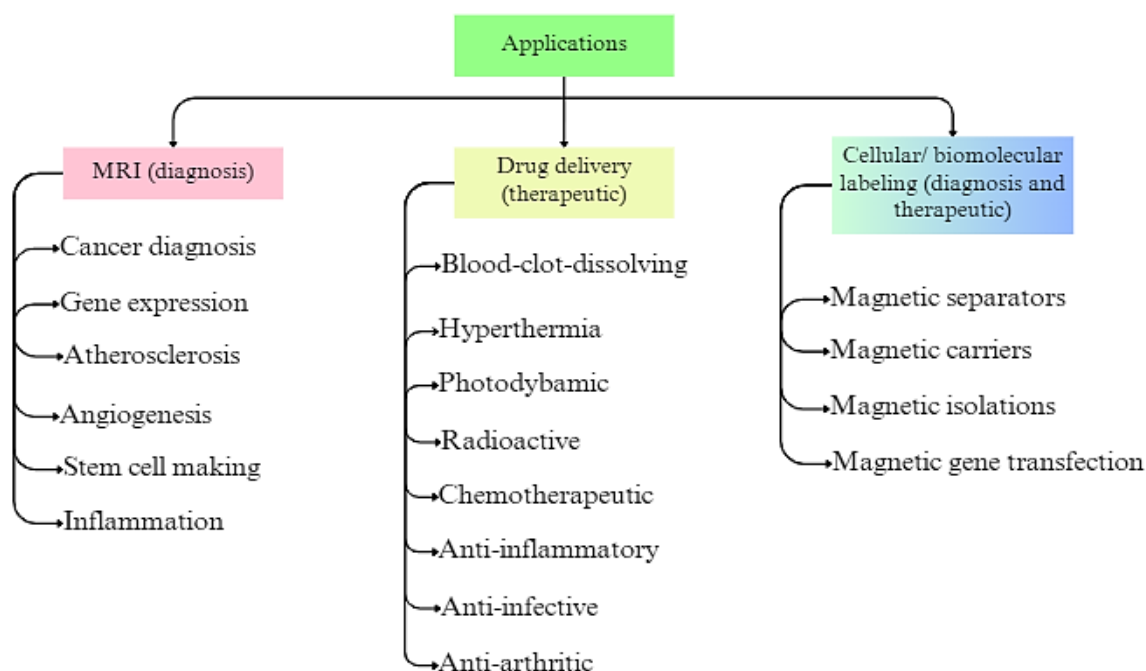 Applications
MRI (diagnosis)
Cancer diagnosis
Gene expression
Atherosclerosis
Angiogenesis
Stem cell making
Inflammation
Drug delivery
(therapeutic)
Blood-clot-dissolving
Hyperthermia
Photodybamic
Radioactive
Chemotherapeutic
Anti-inflammatory
Anti-infective
Anti-arthritic
Cellular/ biomolecular
labeling (diagnosis and
therapeutic)
Magnetic separators
Magnetic carriers
Magnetic isolations
Magnetic gene transfection